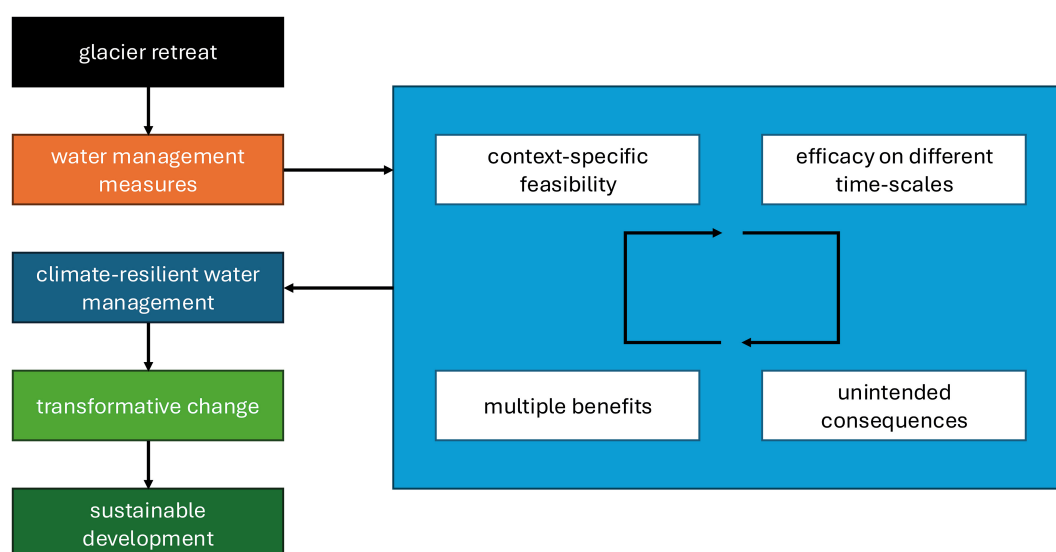 glacier retreat
water management
measures
context-specific
feasibility
efficacy on different
time-scales
climate-resilient water
management
transformative change
multiple benefits
unintended
consequences
sustainable
development